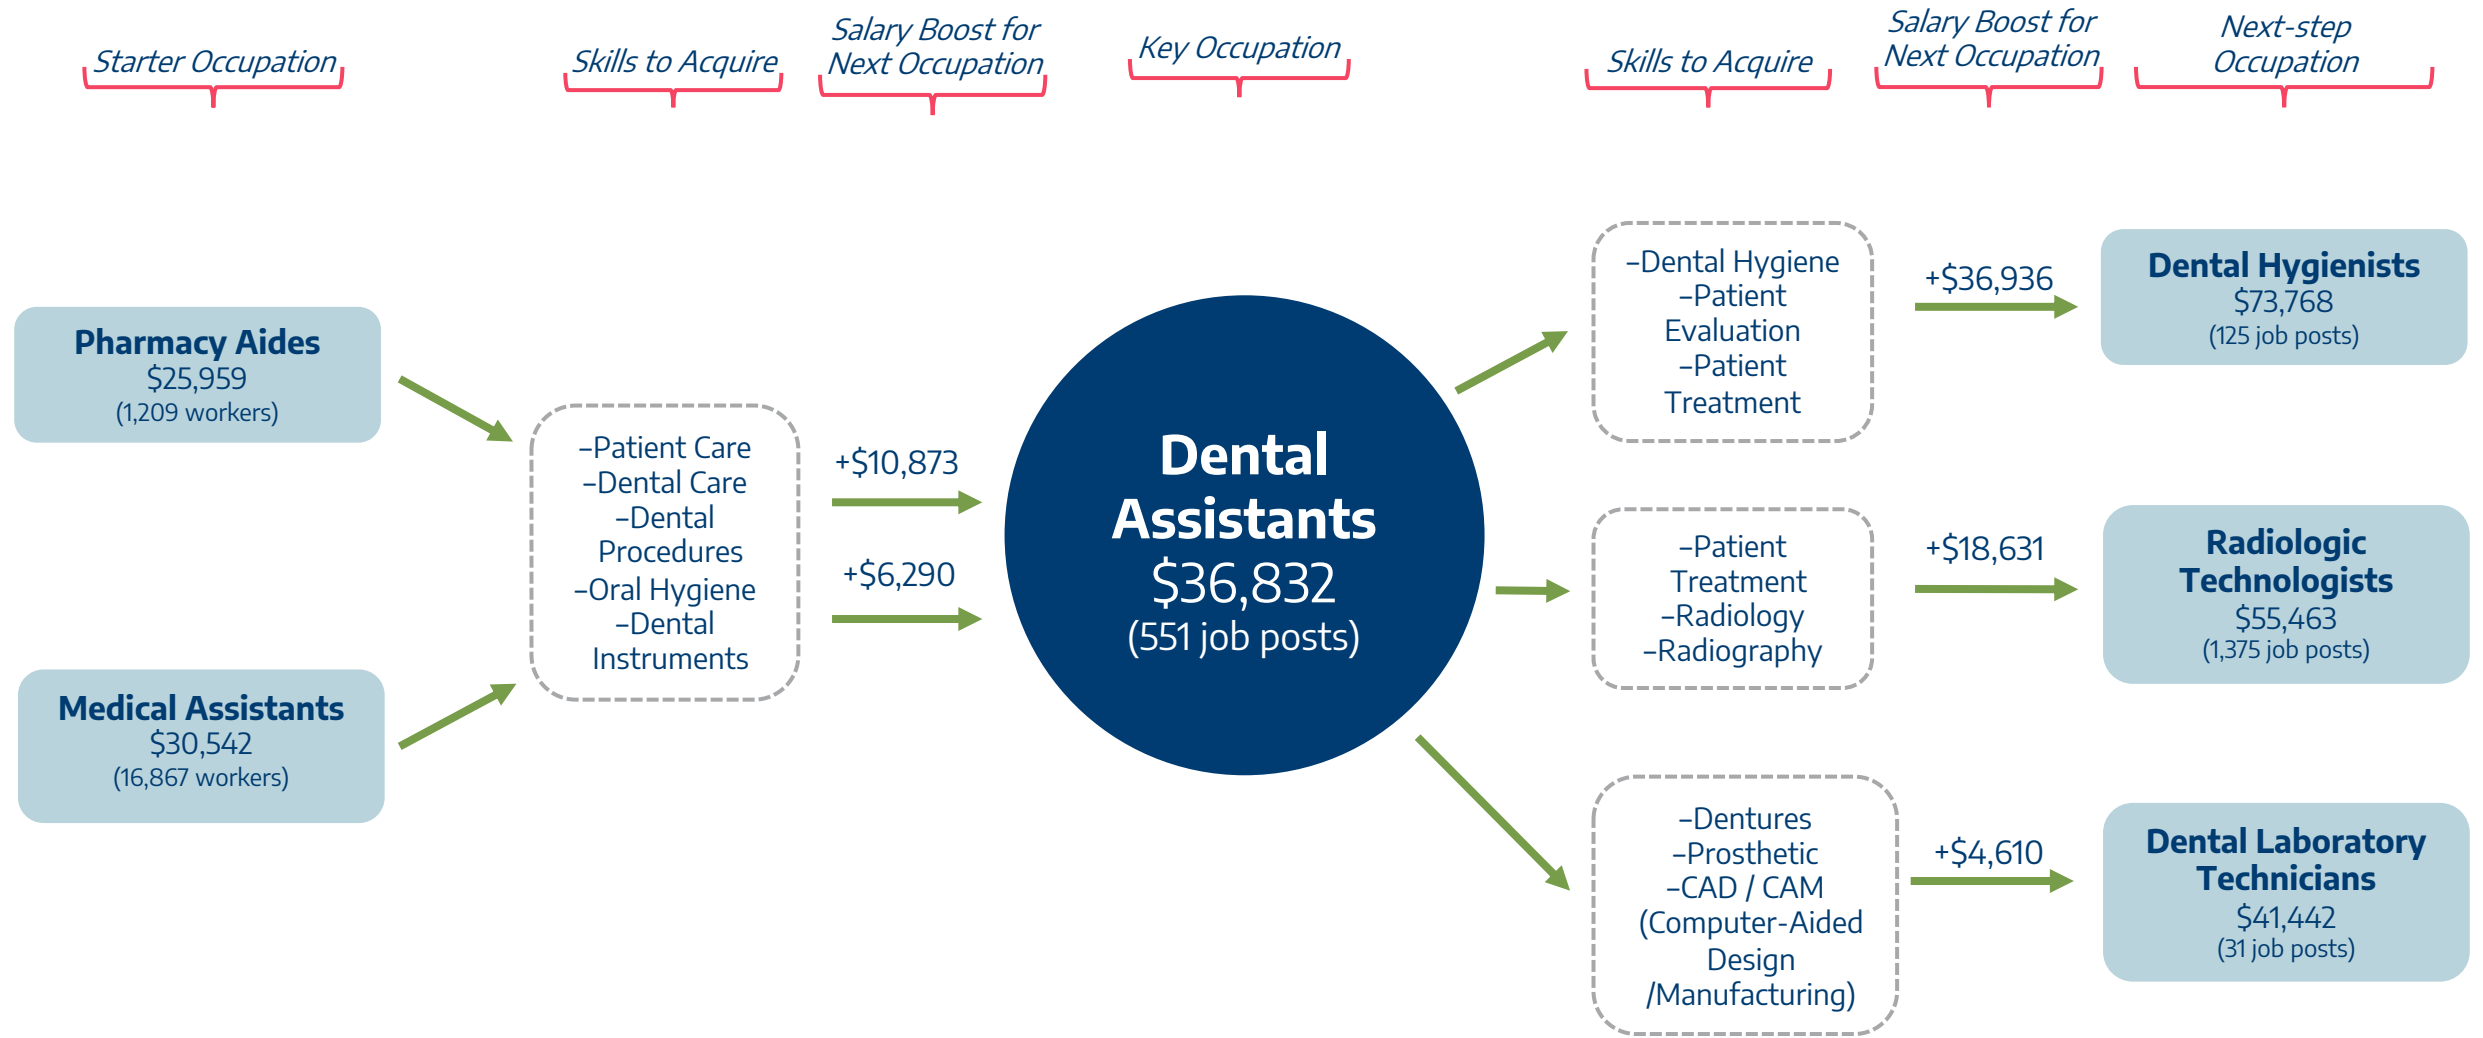 Starter Occupation
Skills to Acquire
Salary Boost for
Next Occupation
Key Occupation
Skills to Acquire
Salary Boost for
Next Occupation
Next-step
Occupation
Pharmacy Aides
$25,959
(1,209 workers)
Medical Assistants
$30,542
(16,867 workers)
–Patient Care
–Dental Care
–Dental
Procedures
–Oral Hygiene
–Dental
Instruments
+$10,873
+$6,290
Dental
Assistants
$36,832
(551 job posts)
–Dental Hygiene
–Patient
Evaluation
–Patient
Treatment
+$36,936
Dental Hygienists
$73,768
(125 job posts)
–Patient
Treatment
–Radiology
–Radiography
+$18,631
Radiologic
Technologists
$55,463
(1,375 job posts)
–Dentures
–Prosthetic
–CAD / CAM
(Computer-Aided
Design
/Manufacturing)
+$4,610
Dental Laboratory
Technicians
$41,442
(31 job posts)